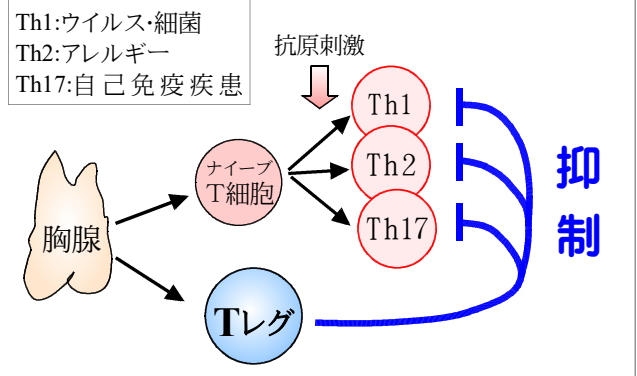 Th1:ウイルス・細菌
Th2:アレルギー
Th17:自己免疫疾患
抗原刺激
Th1
ナイーブ
T細胞
Th2
抑制
胸腺
Th17
Tレグ